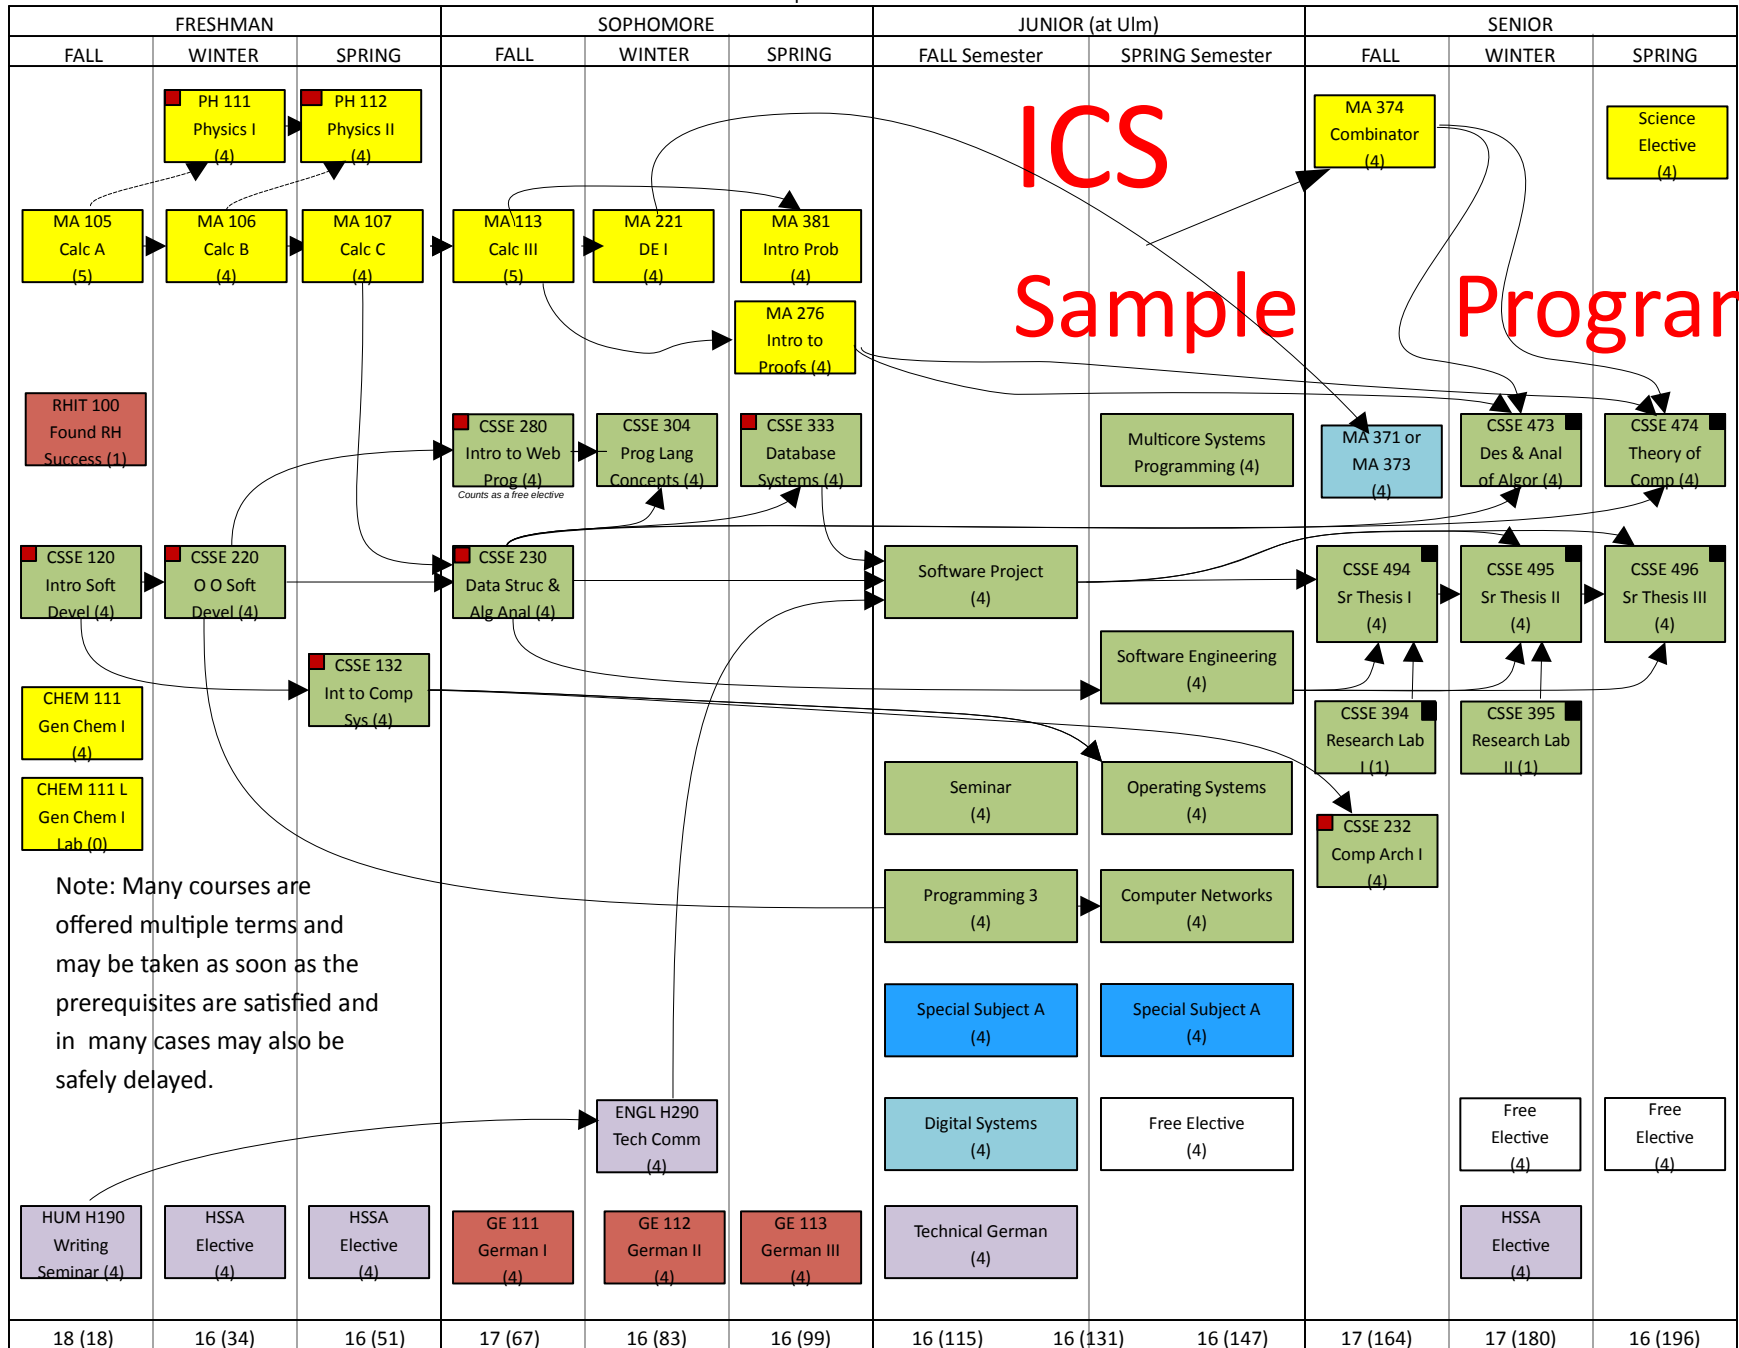 FRESHMAN
SOPHOMORE
JUNIOR (at Ulm)
SENIOR
FALL
WINTER
SPRING
FALL
WINTER
SPRING
FALL Semester
SPRING Semester
FALL
WINTER
SPRING
PH 111
Physics I
(4)
PH 112
Physics II
(4)
ICS
MA 374
Combinator
(4)
Science
Elective
(4)
MA 105
Calc A
(5)
MA 106
Calc B
(4)
MA 107
Calc C
(4)
MA 113
Calc III
(5)
MA 221
DE I
(4)
MA 381
Intro Prob
(4)
Sample Program
MA 276
Intro to
Proofs (4)
RHIT 100
Found RH
Success (1)
CSSE 280
Intro to Web
Prog (4)
Counts as a free elective
CSSE 304
Prog Lang
Concepts (4)
CSSE 333
Database
Systems (4)
Multicore Systems
Programming (4)
MA 371 or
MA 373
(4)
CSSE 473
Des & Anal
of Algor (4)
CSSE 474
Theory of
Comp (4)
CSSE 120
Intro Soft
Devel (4)
CSSE 220
O O Soft
Devel (4)
CSSE 230
Data Struc &
Alg Anal (4)
Software Project
(4)
CSSE 494
Sr Thesis I
(4)
CSSE 495
Sr Thesis II
(4)
CSSE 496
Sr Thesis III
(4)
CSSE 132
Int to Comp
Sys (4)
Software Engineering
(4)
CHEM 111
Gen Chem I
(4)
CSSE 394
Research Lab
I (1)
CSSE 395
Research Lab
II (1)
CHEM 111 L
Gen Chem I
Lab (0)
Seminar
(4)
Operating Systems
(4)
CSSE 232
Comp Arch I
(4)
Note: Many courses are
offered multiple terms and
may be taken as soon as the
prerequisites are satisfied and
in many cases may also be
safely delayed.
Programming 3
(4)
Computer Networks
(4)
Special Subject A
(4)
Special Subject A
(4)
ENGL H290
Tech Comm
(4)
Digital Systems
(4)
Free Elective
(4)
Free
Elective
(4)
Free
Elective
(4)
HUM H190
Writing
Seminar (4)
HSSA
Elective
(4)
HSSA
Elective
(4)
GE 111
German I
(4)
GE 112
German II
(4)
GE 113
German III
(4)
Technical German
(4)
HSSA
Elective
(4)
18 (18)
16 (34)
16 (51)
17 (67)
16 (83)
16 (99)
16 (115)
16 (131)
16 (147)
17 (164)
17 (180)
16 (196)